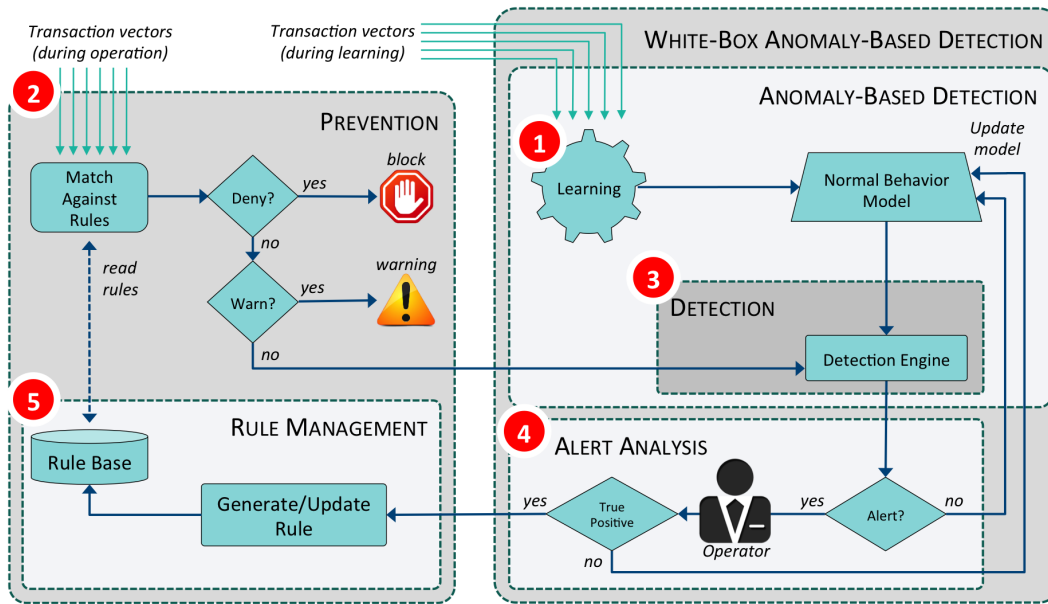 Transaction vectors
(during operation)
Transaction vectors
(during learning)
WHITE-BOX ANOMALY-BASED DETECTION
2
PREVENTION
ANOMALY-BASED DETECTION
1
Update
model
block
Match
Against
Rules
Deny?
yes
Learning
Normal Behavior
Model
no
read
rules
warning
Warn?
yes
3
DETECTION
no
Detection Engine
5
RULE MANAGEMENT
4
ALERT ANALYSIS
Rule Base
Generate/Update
Rule
yes
True
Positive
yes
Alert?
no
Operator
no